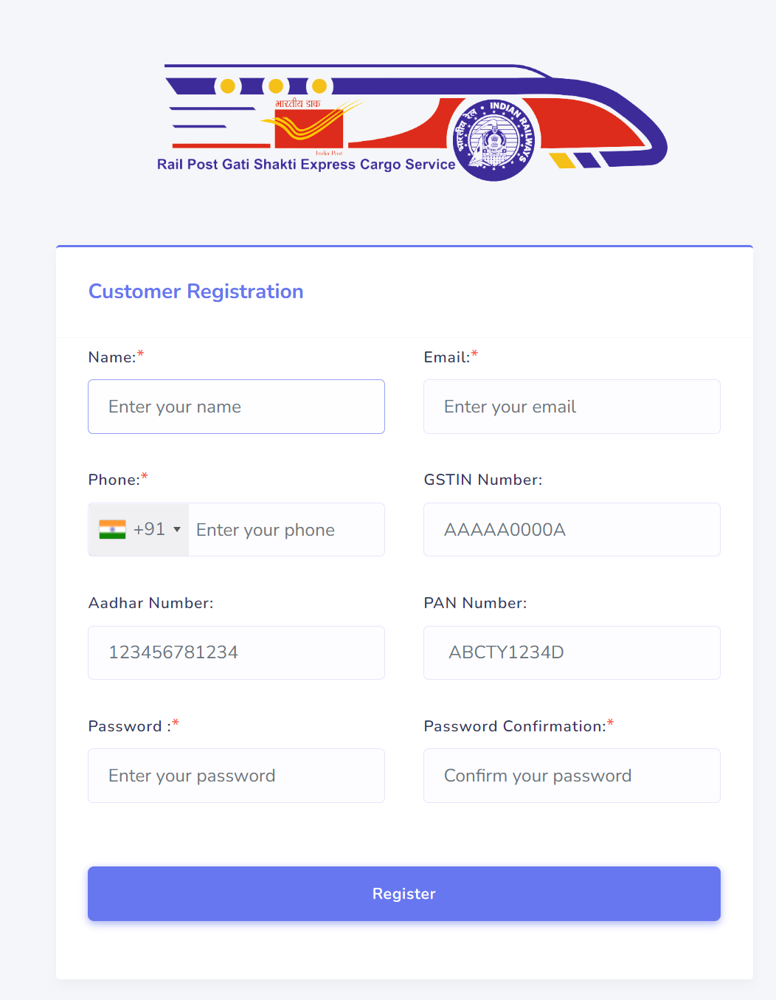 भारतीय डाक
भारतीय रेल • INDIAN RAILWAYS
India Post
Rail Post Gati Shakti Express Cargo Service
Customer Registration
Name:* Email:*
Enter your name Enter your email
Phone:* GSTIN Number:
+91 Enter your phone AAAAA0000A
Aadhar Number: PAN Number:
123456781234 ABCTY1234D
Password :* Password Confirmation:*
Enter your password Confirm your password
Register